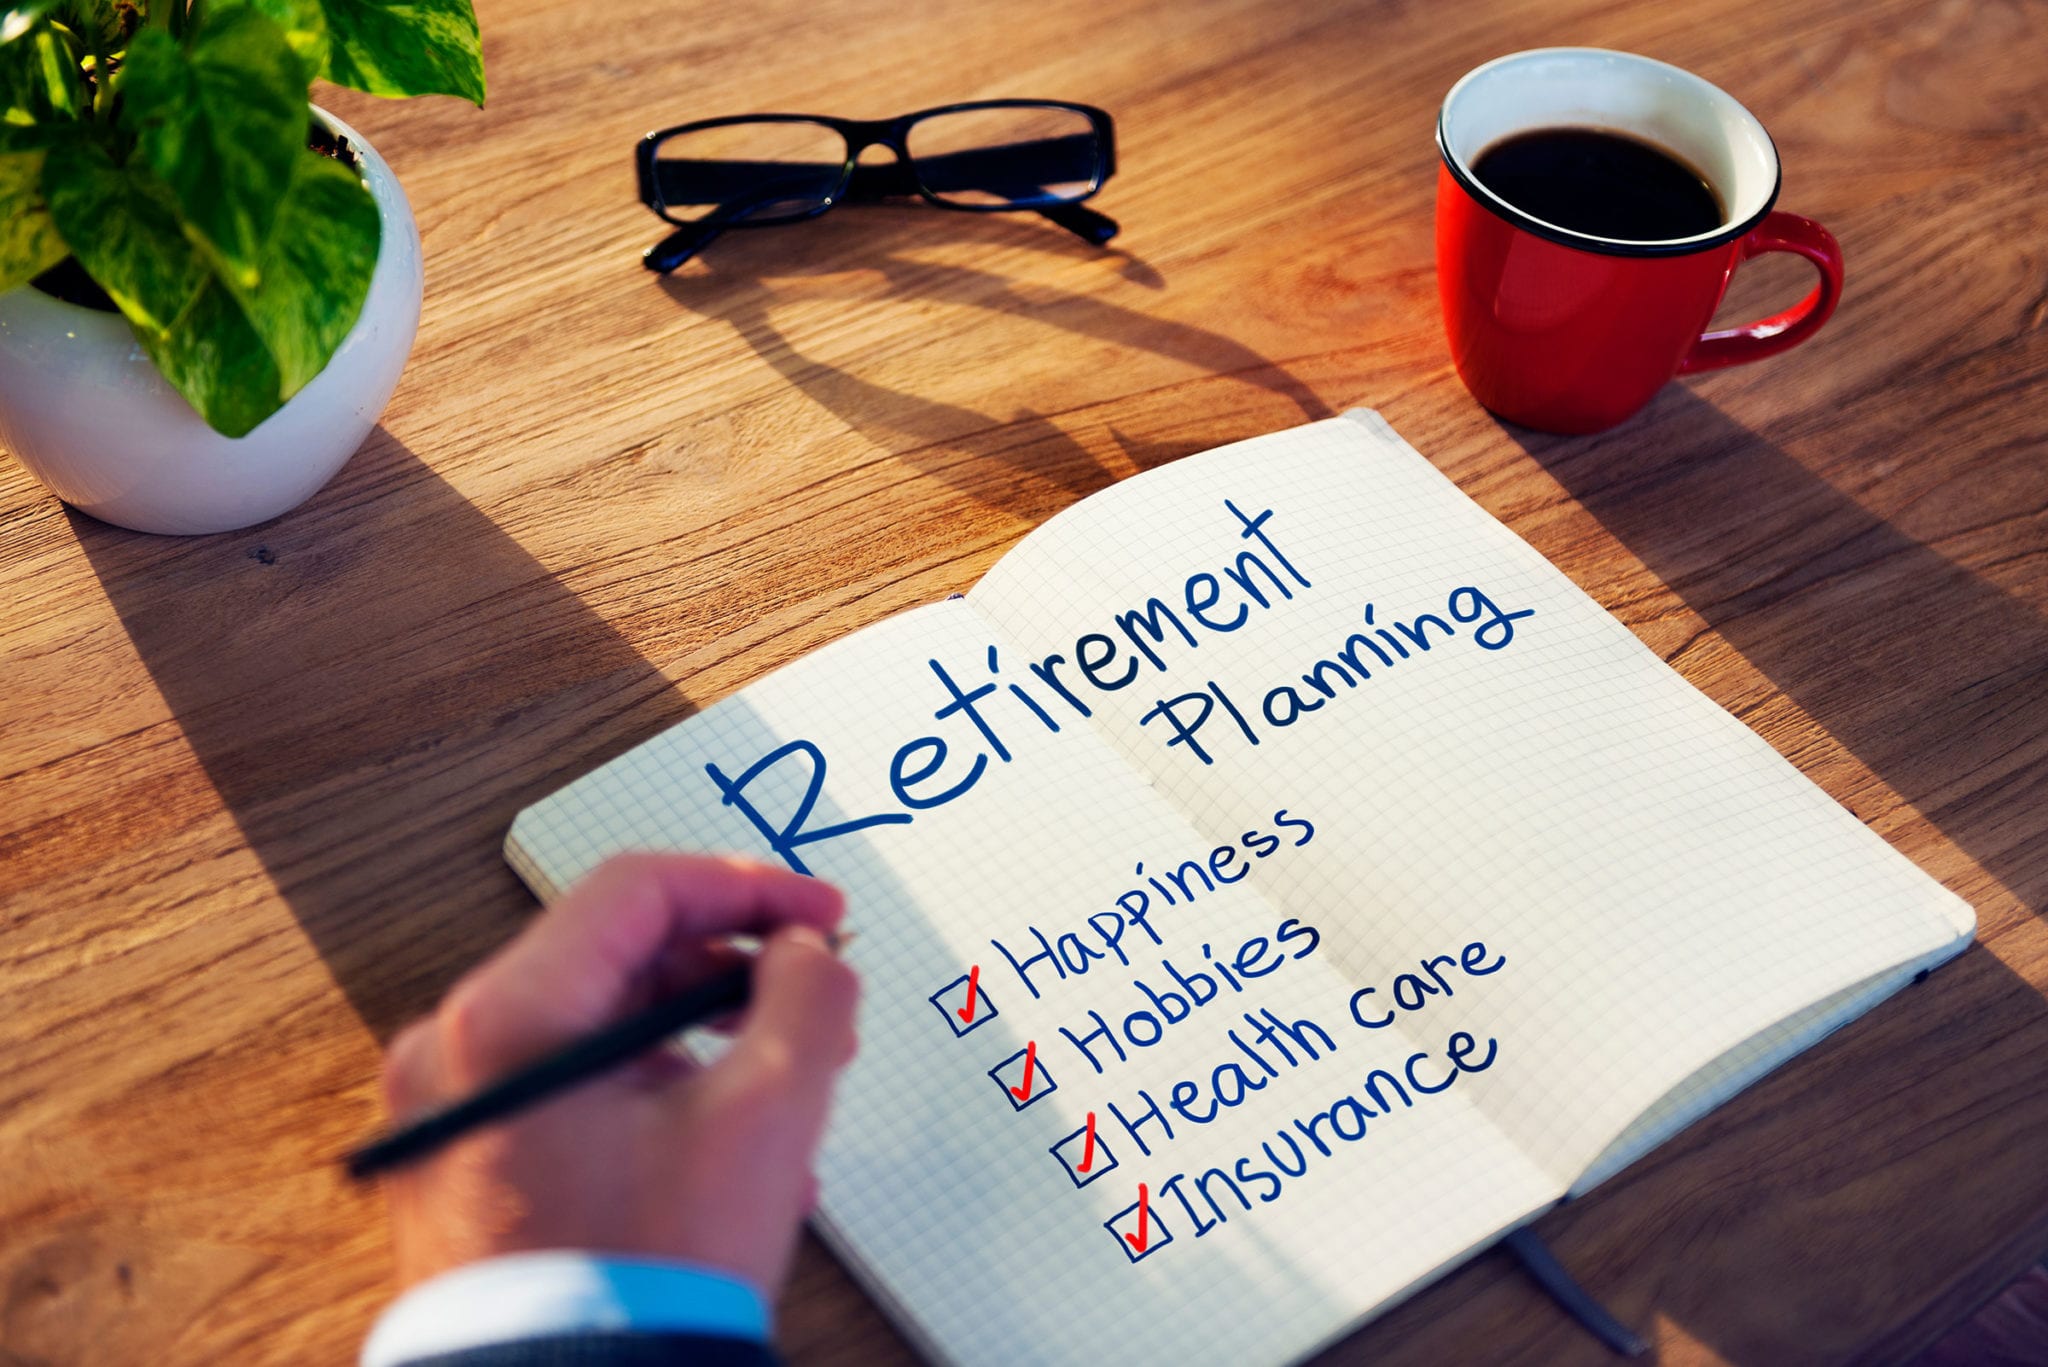 Retirement
Planning
Happiness
Hobbies
Health care
Insurance